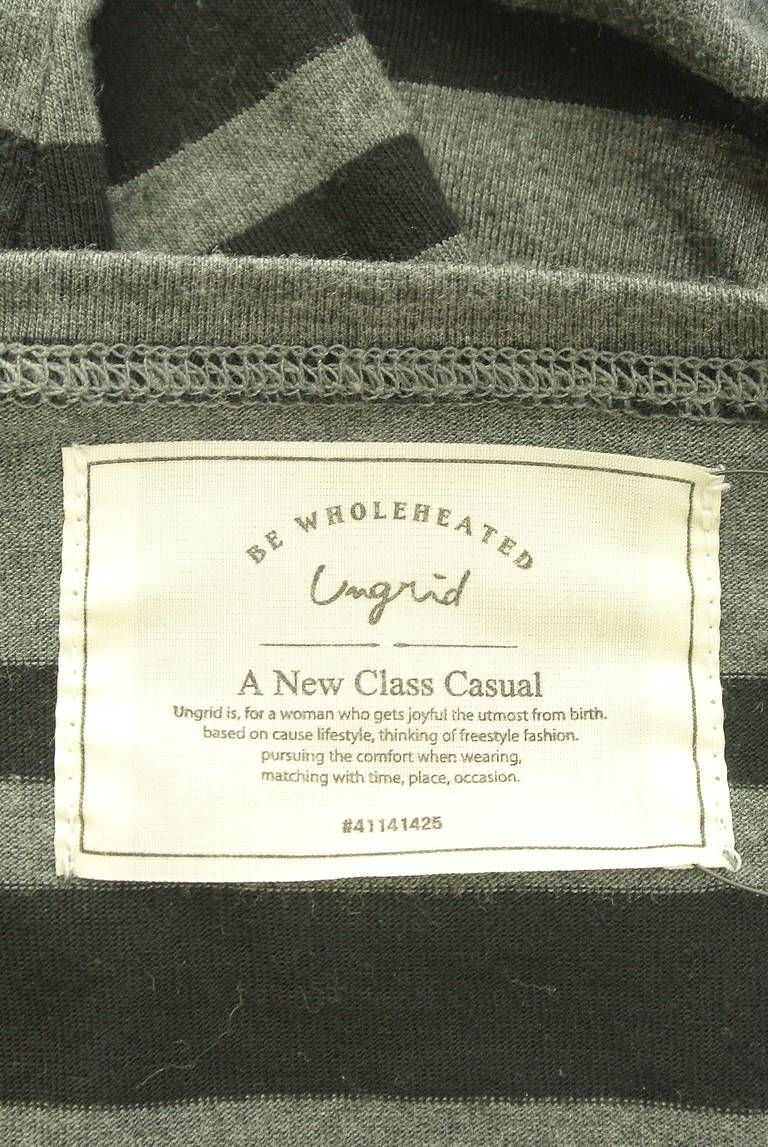 BE WHOLEHEATED
Ungrid
A New Class Casual
Ungrid is, for a woman who gets joyful the utmost from birth.
based on cause lifestyle, thinking of freestyle fashion.
pursuing the comfort when wearing,
matching with time, place, occasion.
#41141425